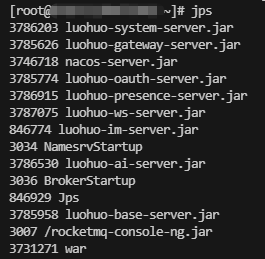 [root@ ~]# jps
3786203 luohuo-system-server.jar
3785626 luohuo-gateway-server.jar
3746718 nacos-server.jar
3785774 luohuo-oauth-server.jar
3786915 luohuo-presence-server.jar
3787075 luohuo-ws-server.jar
846774 luohuo-im-server.jar
3034 NamesrvStartup
3786530 luohuo-ai-server.jar
3036 BrokerStartup
846929 Jps
3785958 luohuo-base-server.jar
3007 /rocketmq-console-ng.jar
3731271 war